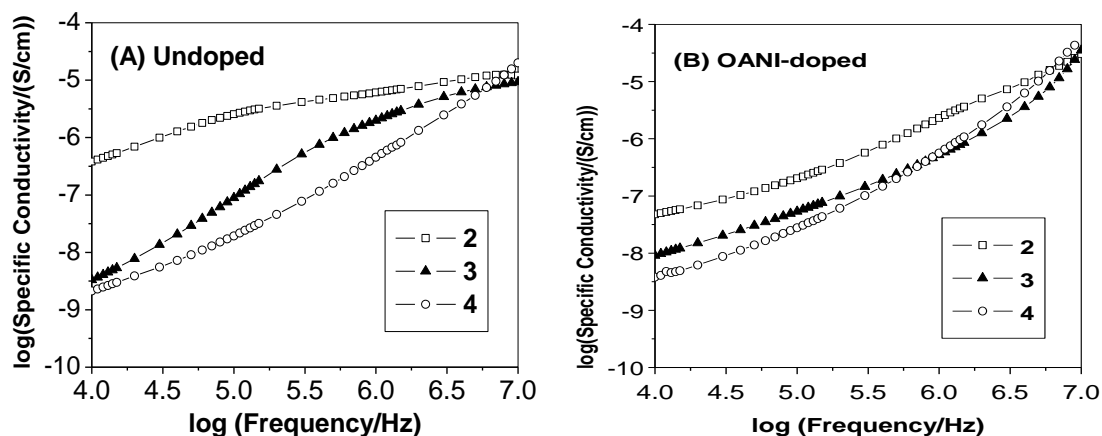 (A) Undoped
log(Specific Conductivity/(S/cm))
-4
-5
-6
-7
-8
-9
-10
2
3
4
4.0 4.5 5.0 5.5 6.0 6.5 7.0
log (Frequency/Hz)
(B) OANI-doped
log(Specific Conductivity/(S/cm))
-4
-5
-6
-7
-8
-9
-10
2
3
4
4.0 4.5 5.0 5.5 6.0 6.5 7.0
log (Frequency/Hz)